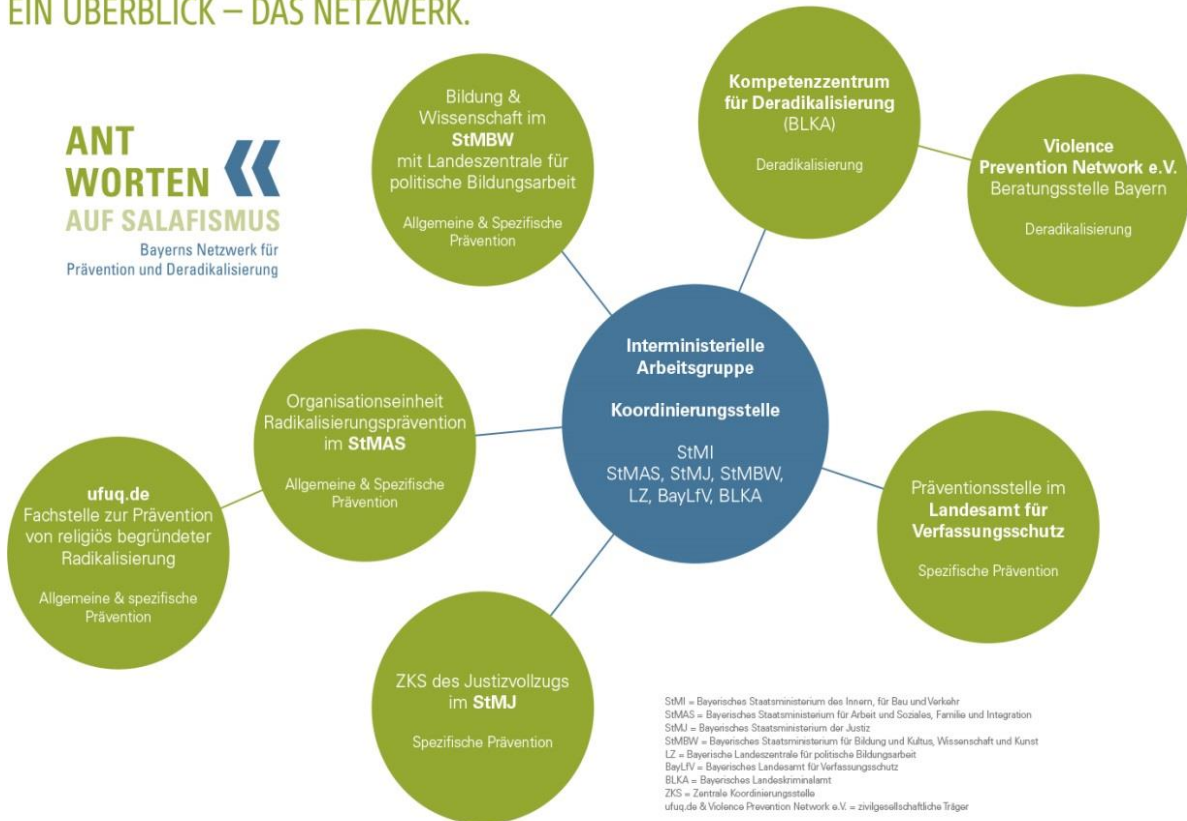 EIN ÜBERBLICK – DAS NETZWERK.
ANT
WORTEN
AUF SALAFISMUS
Bayerns Netzwerk für
Prävention und Deradikalisierung
Bildung &
Wissenschaft im
StMBW
mit Landeszentrale für
politische Bildungsarbeit
Allgemeine & Spezifische
Prävention
Kompetenzzentrum
für Deradikalisierung
(BLKA)
Deradikalisierung
Violence
Prevention Network e.V.
Beratungsstelle Bayern
Deradikalisierung
Interministerielle
Arbeitsgruppe
Koordinierungsstelle
StMI
StMAS, StMJ, StMBW,
LZ, BayLfV, BLKA
Organisationseinheit
Radikalisierungsprävention
im StMAS
Allgemeine & Spezifische
Prävention
ufuq.de
Fachstelle zur Prävention
von religiös begründeter
Radikalisierung
Allgemeine & spezifische
Prävention
Präventionsstelle im
Landesamt für
Verfassungsschutz
Spezifische Prävention
ZKS des Justizvollzugs
im StMJ
Spezifische Prävention
StMI = Bayerisches Staatsministerium des Innern, für Bau und Verkehr
StMAS = Bayerisches Staatsministerium für Arbeit und Soziales, Familie und Integration
StMJ = Bayerisches Staatsministerium der Justiz
StMBW = Bayerisches Staatsministerium für Bildung und Kultus, Wissenschaft und Kunst
LZ = Bayerische Landeszentrale für politische Bildungsarbeit
BayLfV = Bayerisches Landesamt für Verfassungsschutz
BLKA = Bayerisches Landeskriminalamt
ZKS = Zentrale Koordinierungsstelle
ufuq.de & Violence Prevention Network e.V. = zivilgesellschaftliche Träger